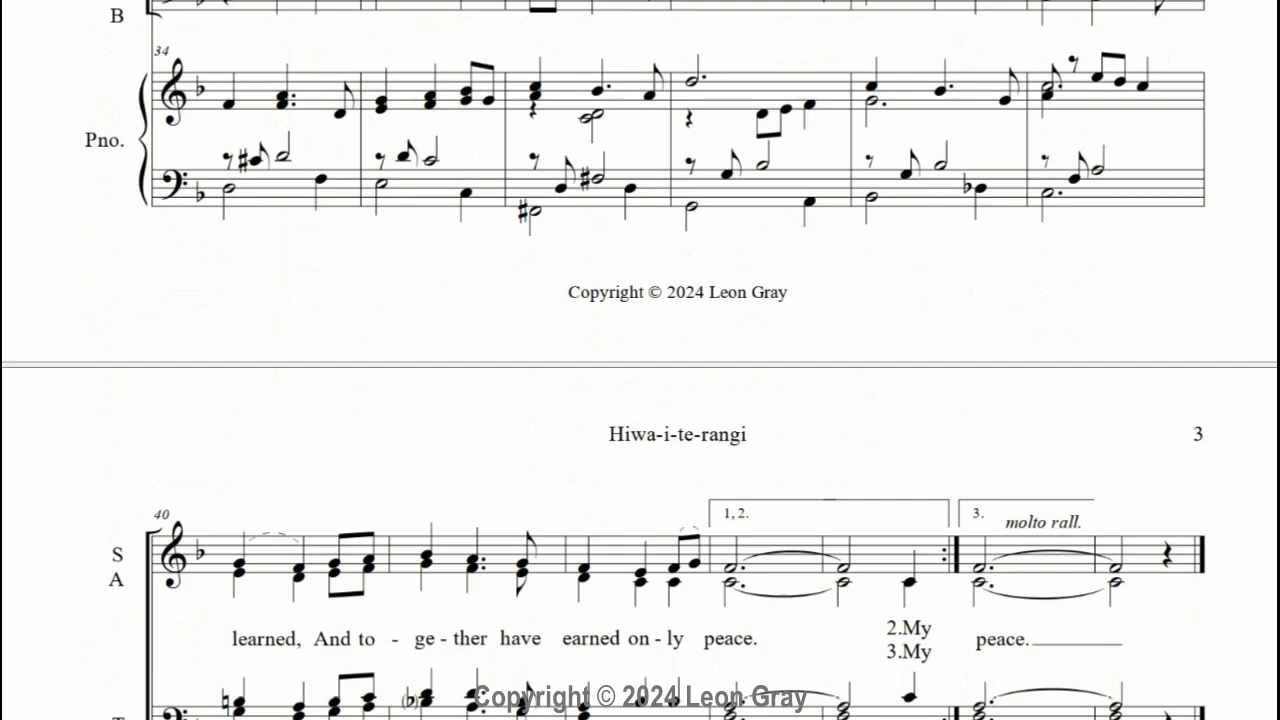 B
34
Pno.
Copyright © 2024 Leon Gray
Hiwa-i-te-rangi 3
40
1, 2.
3.
molto rall.
S
A
learned, And to - ge - ther have earned on - ly peace. 2.My peace.
3.My
Copyright © 2024 Leon Gray